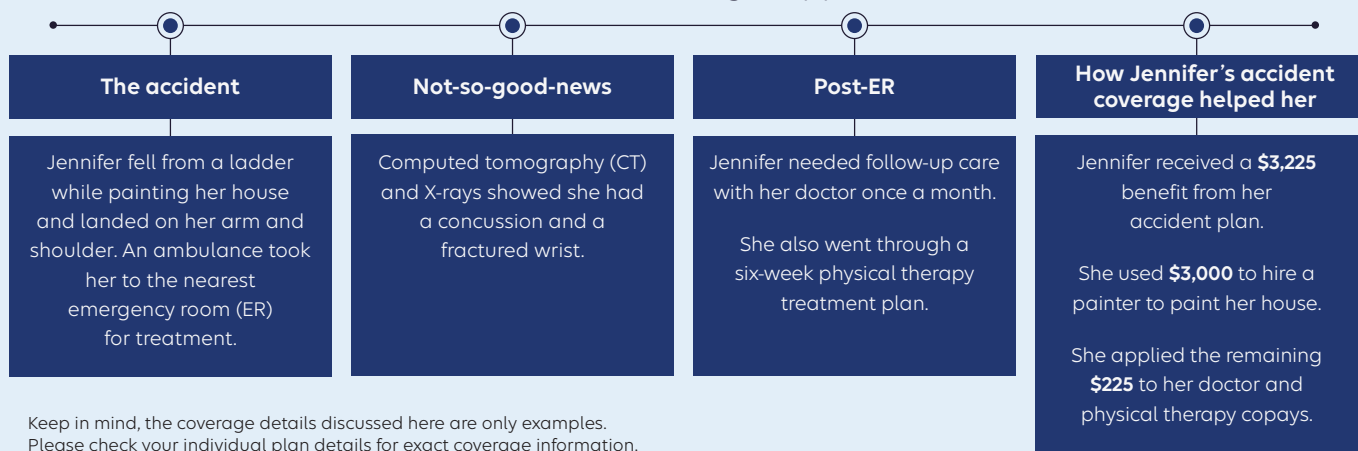 The accident
Jennifer fell from a ladder
while painting her house
and landed on her arm and
shoulder. An ambulance took
her to the nearest
emergency room (ER)
for treatment.
Not-so-good-news
Computed tomography (CT)
and X-rays showed she had
a concussion and a
fractured wrist.
Post-ER
Jennifer needed follow-up care
with her doctor once a month.
She also went through a
six-week physical therapy
treatment plan.
How Jennifer’s accident
coverage helped her
Jennifer received a $3,225
benefit from her
accident plan.
She used $3,000 to hire a
painter to paint her house.
She applied the remaining
$225 to her doctor and
physical therapy copays.
Keep in mind, the coverage details discussed here are only examples.
Please check your individual plan details for exact coverage information.